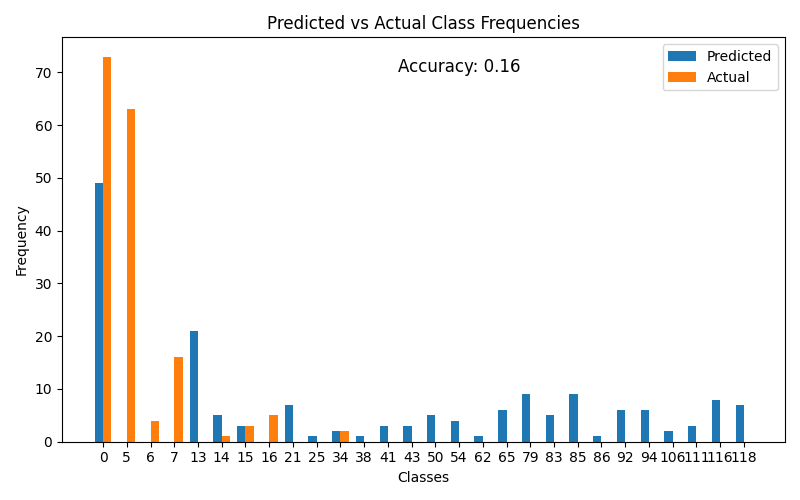 Predicted vs Actual Class Frequencies
Accuracy: 0.16
Predicted
Actual
Frequency
70
60
50
40
30
20
10
0
0 5 6 7 13 14 15 16 21 25 34 38 41 43 50 54 62 65 79 83 85 86 92 94 106 111 116 118
Classes